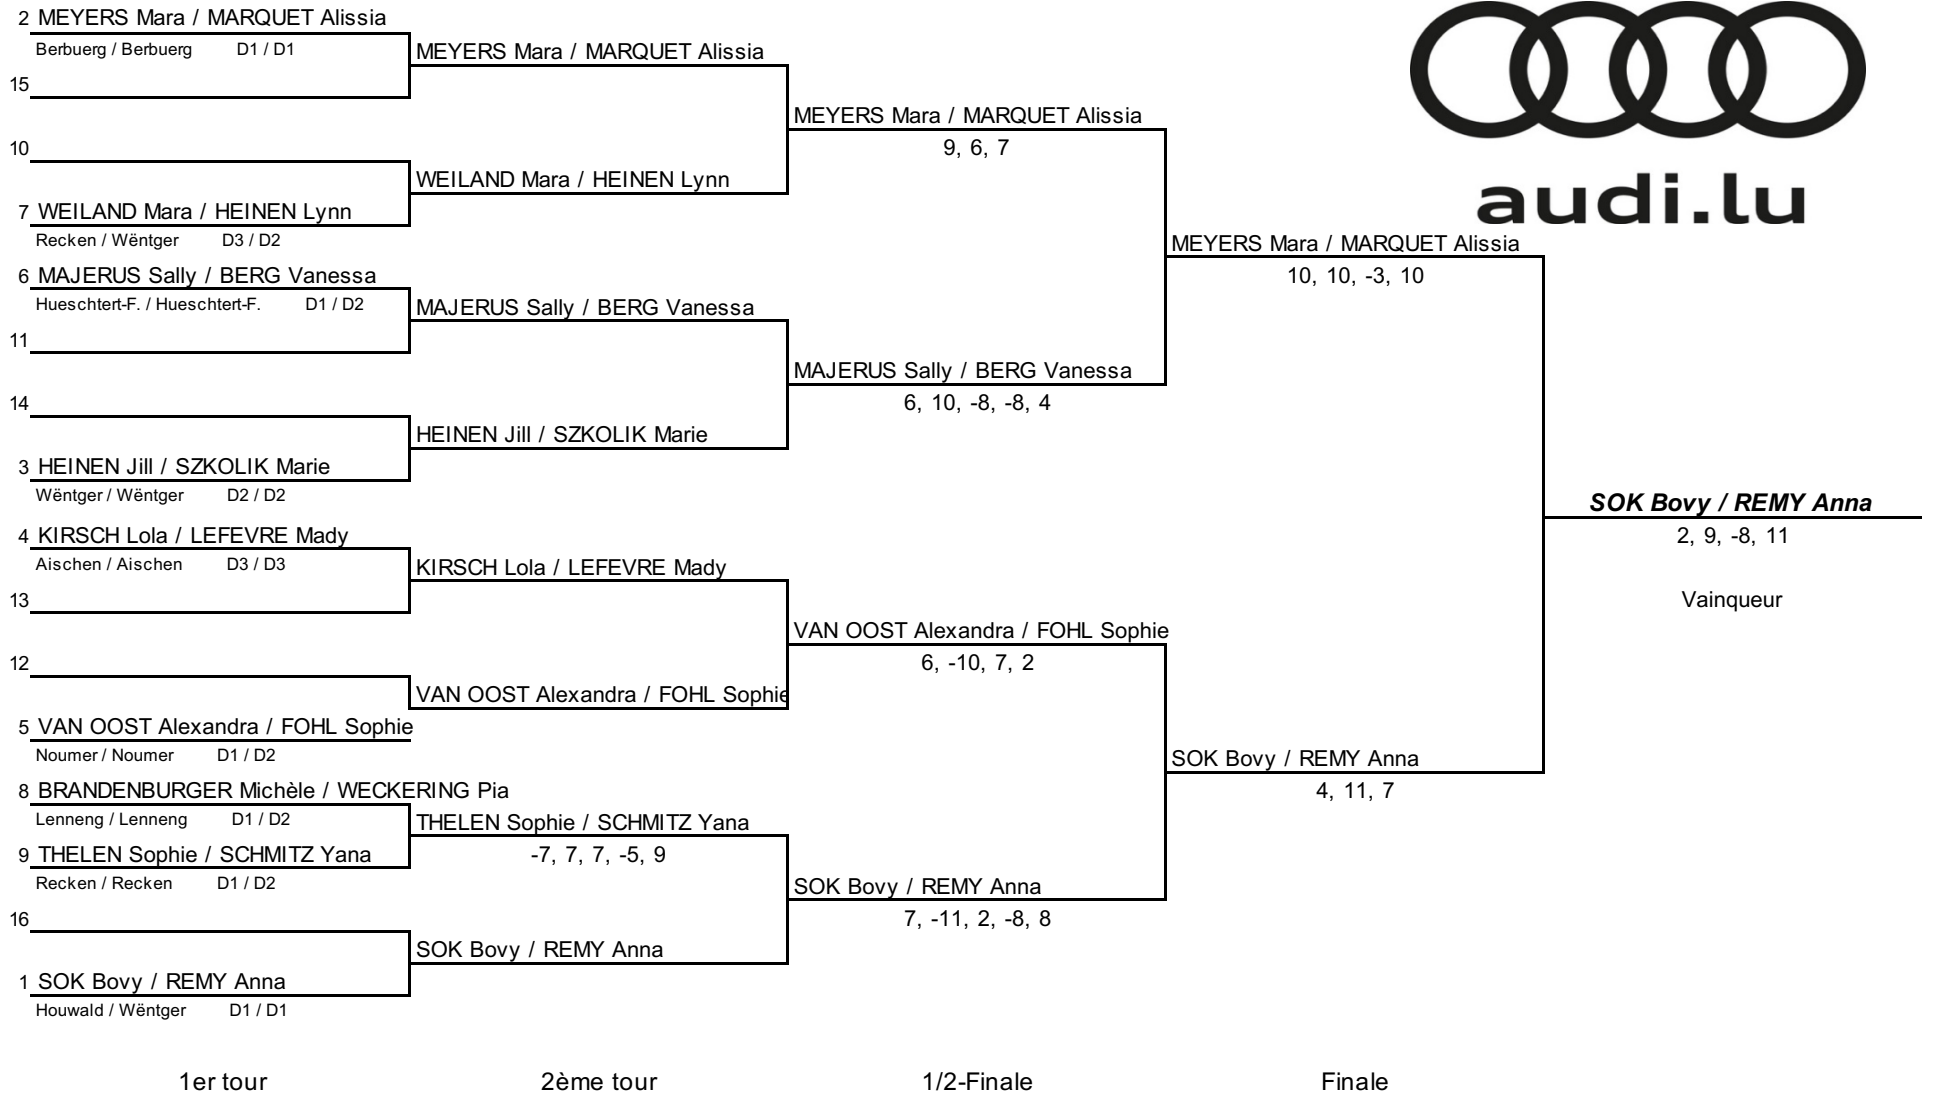 2 MEYERS Mara / MARQUET Alissia
Berbuerg / Berbuerg D1 / D1
MEYERS Mara / MARQUET Alissia
15
MEYERS Mara / MARQUET Alissia
9, 6, 7
10
WEILAND Mara / HEINEN Lynn
7 WEILAND Mara / HEINEN Lynn
Recken / Wëntger D3 / D2
audi.lu
MEYERS Mara / MARQUET Alissia
10, 10, -3, 10
6 MAJERUS Sally / BERG Vanessa
Hueschtert-F. / Hueschtert-F. D1 / D2
MAJERUS Sally / BERG Vanessa
11
MAJERUS Sally / BERG Vanessa
6, 10, -8, -8, 4
14
HEINEN Jill / SZKOLIK Marie
3 HEINEN Jill / SZKOLIK Marie
Wëntger / Wëntger D2 / D2
SOK Bovy / REMY Anna
2, 9, -8, 11
Vainqueur
4 KIRSCH Lola / LEFEVRE Mady
Aischen / Aischen D3 / D3
KIRSCH Lola / LEFEVRE Mady
13
VAN OOST Alexandra / FOHL Sophie
6, -10, 7, 2
12
VAN OOST Alexandra / FOHL Sophie
5 VAN OOST Alexandra / FOHL Sophie
Noumer / Noumer D1 / D2
SOK Bovy / REMY Anna
4, 11, 7
8 BRANDENBURGER Michèle / WECKERING Pia
Lenneng / Lenneng D1 / D2
THELEN Sophie / SCHMITZ Yana
-7, 7, 7, -5, 9
9 THELEN Sophie / SCHMITZ Yana
Recken / Recken D1 / D2
SOK Bovy / REMY Anna
7, -11, 2, -8, 8
16
SOK Bovy / REMY Anna
1 SOK Bovy / REMY Anna
Houwald / Wëntger D1 / D1
1er tour 2ème tour 1/2-Finale Finale